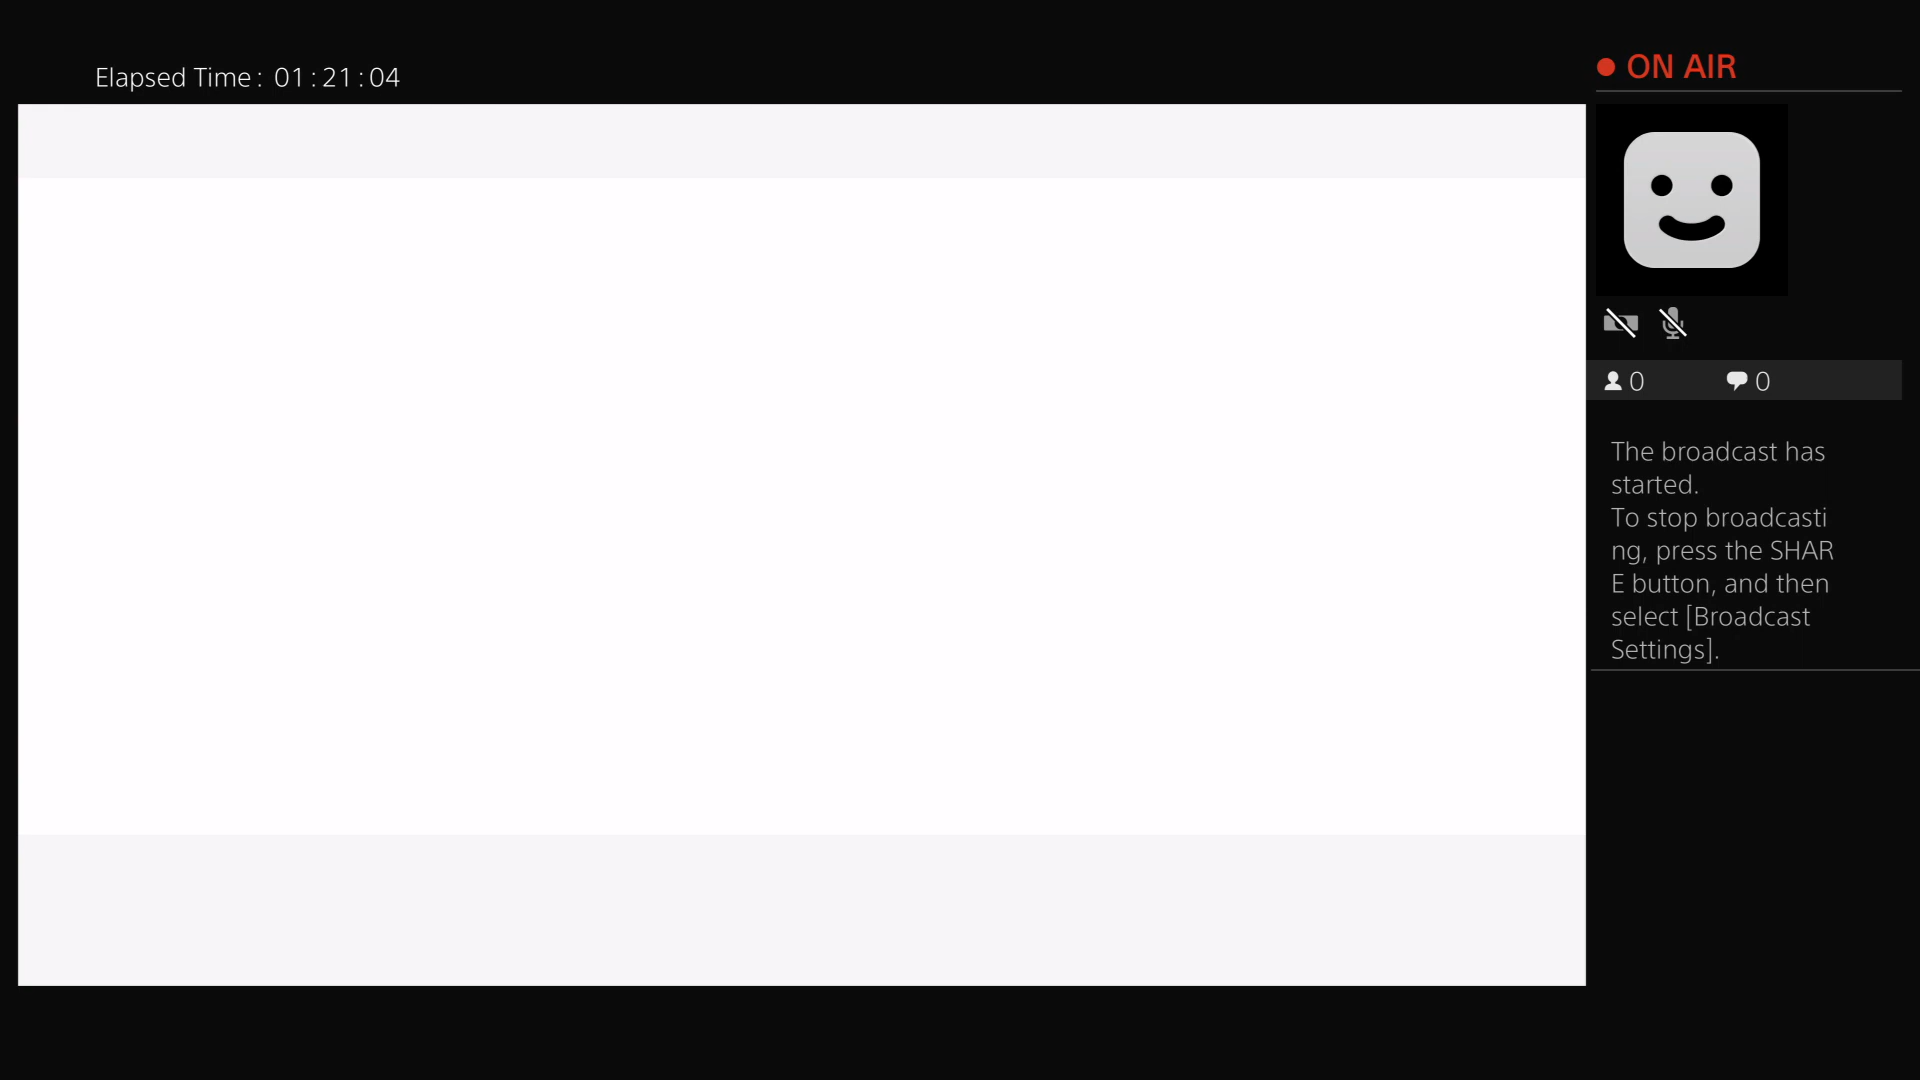 Elapsed Time: 01:21:04
ON AIR
0 0
The broadcast has
started.
To stop broadcasti
ng, press the SHAR
E button, and then
select [Broadcast
Settings].